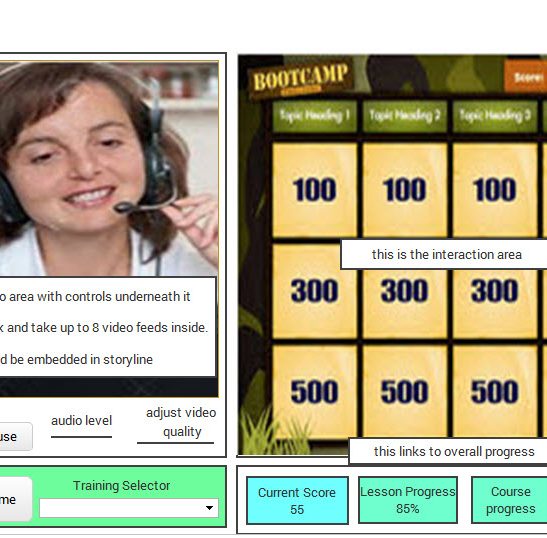 BOOTCAMP
Score:
Topic Heading 1 Topic Heading 2 Topic Heading 3
100 100 100
this is the interaction area
300 300 300
500 500 500
this links to overall progress
o area with controls underneath it
x and take up to 8 video feeds inside.
d be embedded in storyline
use
audio level
adjust video
quality
me
Training Selector
Current Score
55
Lesson Progress
85%
Course
progress